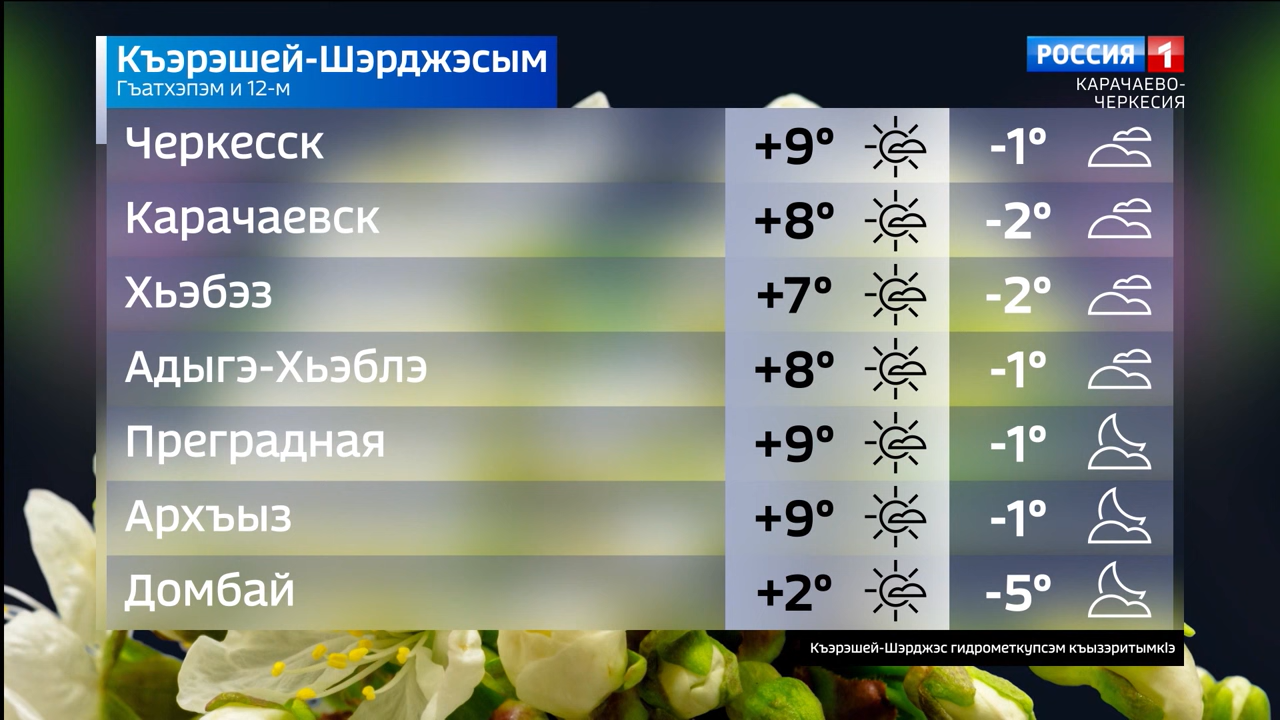 Къэрэшей-Шэрджэсым
Гъатхэпэм и 12-м
РОССИЯ 1
КАРАЧАЕВО-
ЧЕРКЕСИЯ
Черкесск +9° -1°
Карачаевск +8° -2°
Хьэбэз +7° -2°
Адыгэ-Хьэблэ +8° -1°
Преградная +9° -1°
Архъыз +9° -1°
Домбай +2° -5°
Къэрэшей-Шэрджэс гидрометкупсэм къызэритымкІэ